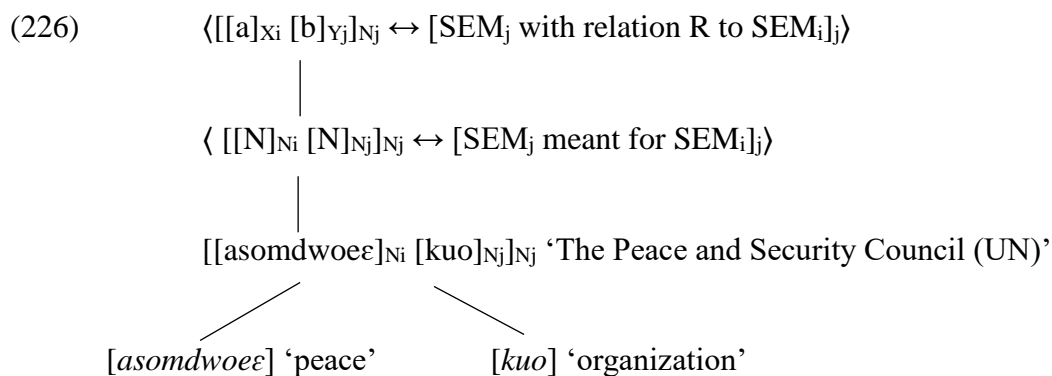 (226) ⟨[[a]Xi [b]Yj]Nj ↔ [SEMj with relation R to SEMi]j⟩
⟨ [[N]Ni [N]Nj]Nj ↔ [SEMj meant for SEMi]j⟩
[[asomdwoeɛ]Ni [kuo]Nj]Nj ‘The Peace and Security Council (UN)’
[asomdwoeɛ] ‘peace’ [kuo] ‘organization’